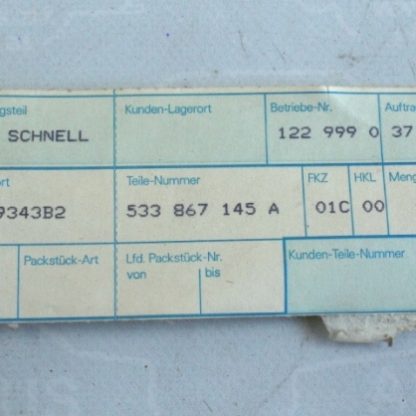 gsteil Kunden-Lagerort Betriebe-Nr. Auftra
SCHNELL 122 999 0 37
ort Teile-Nummer FKZ HKL Meng
9343B2 533 867 145 A 01C 00
Packstück-Art Lfd. Packstück-Nr. Kunden-Teile-Nummer
von bis